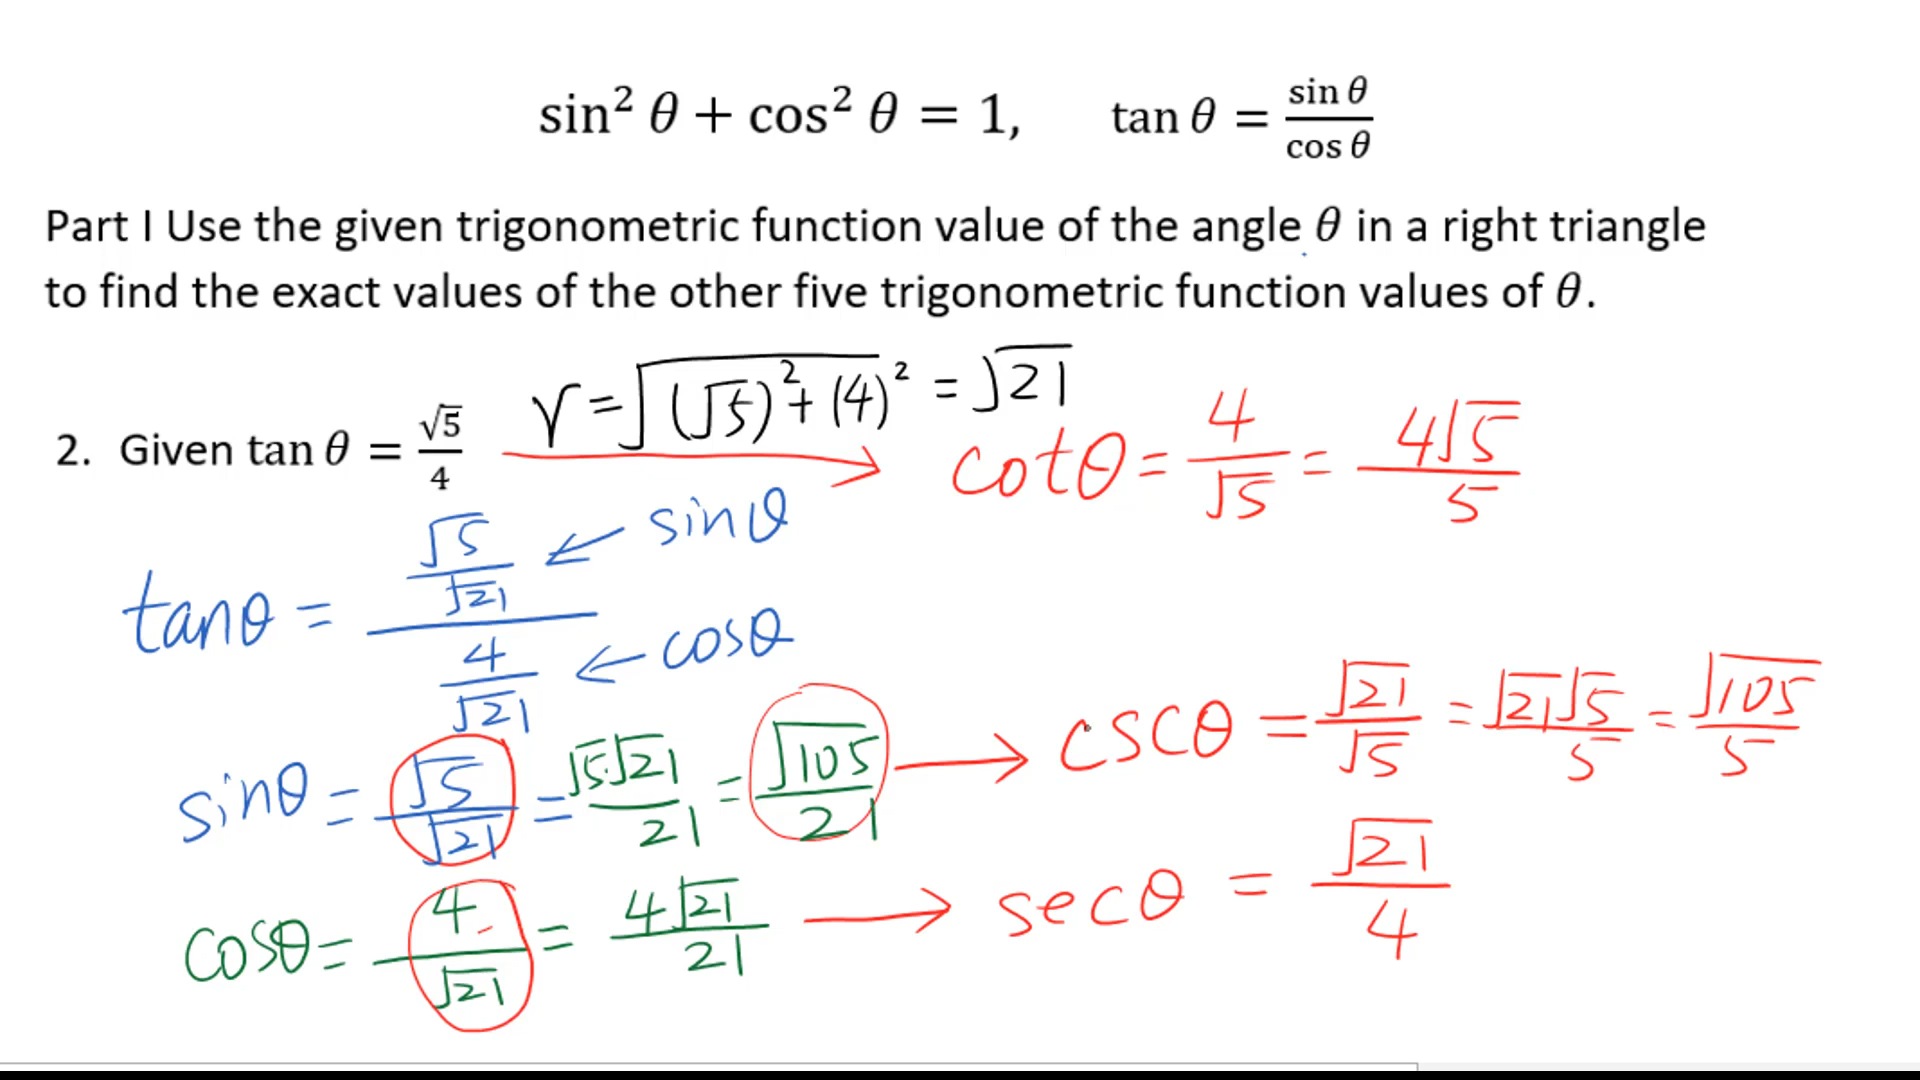 sin² θ + cos² θ = 1, tan θ = sin θ / cos θ
Part I Use the given trigonometric function value of the angle θ in a right triangle
to find the exact values of the other five trigonometric function values of θ.
r = √((√5)² + (4)²) = √21
2. Given tan θ = √5 / 4
cotθ = 4/√5 = 4√5/5
tanθ = (√5/√21) / (4/√21)
← sinθ
← cosθ
sinθ = √5/√21 = √5·√21/21 = √105/21 → cscθ = √21/√5 = √21√5/5 = √105/5
cosθ = 4/√21 = 4√21/21 → secθ = √21/4